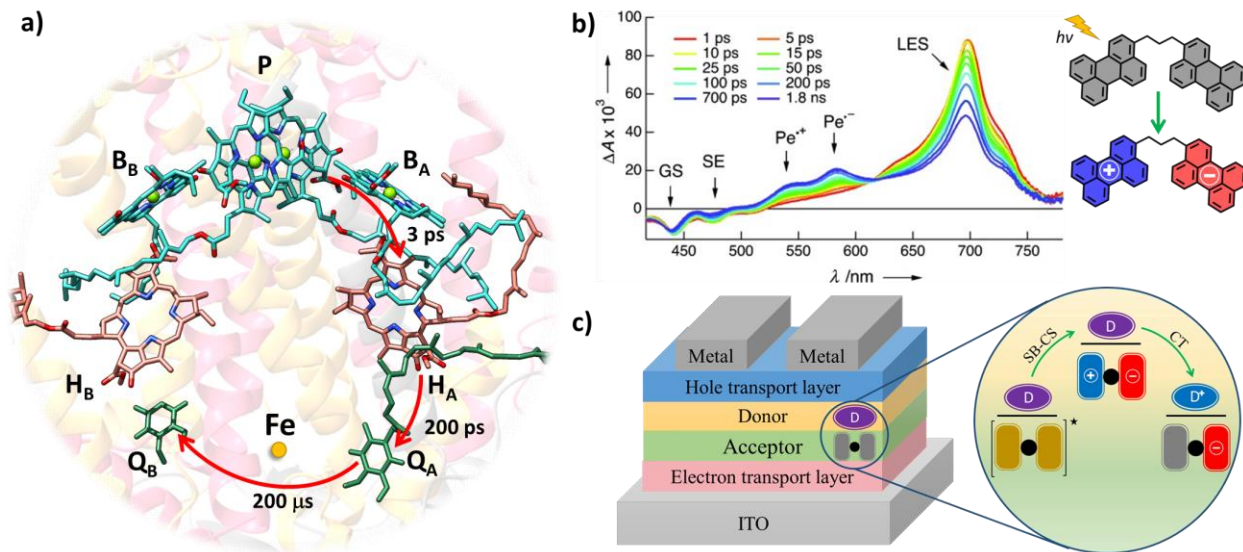 a)
P
B_B
B_A
3 ps
H_B
H_A
Fe
200 ps
Q_B
Q_A
200 μs
b)
ΔA x 10³
100
80
60
40
20
0
1 ps 5 ps
10 ps 15 ps
25 ps 50 ps
100 ps 200 ps
700 ps 1.8 ns
LES
Pe•+
Pe•−
GS
SE
450 500 550 600 650 700 750
λ /nm
hν
+
−
c)
Metal Metal
Hole transport layer
Donor
Acceptor
Electron transport layer
ITO
D
D
SB-CS
CT
+ −
D
D⁺
*
−